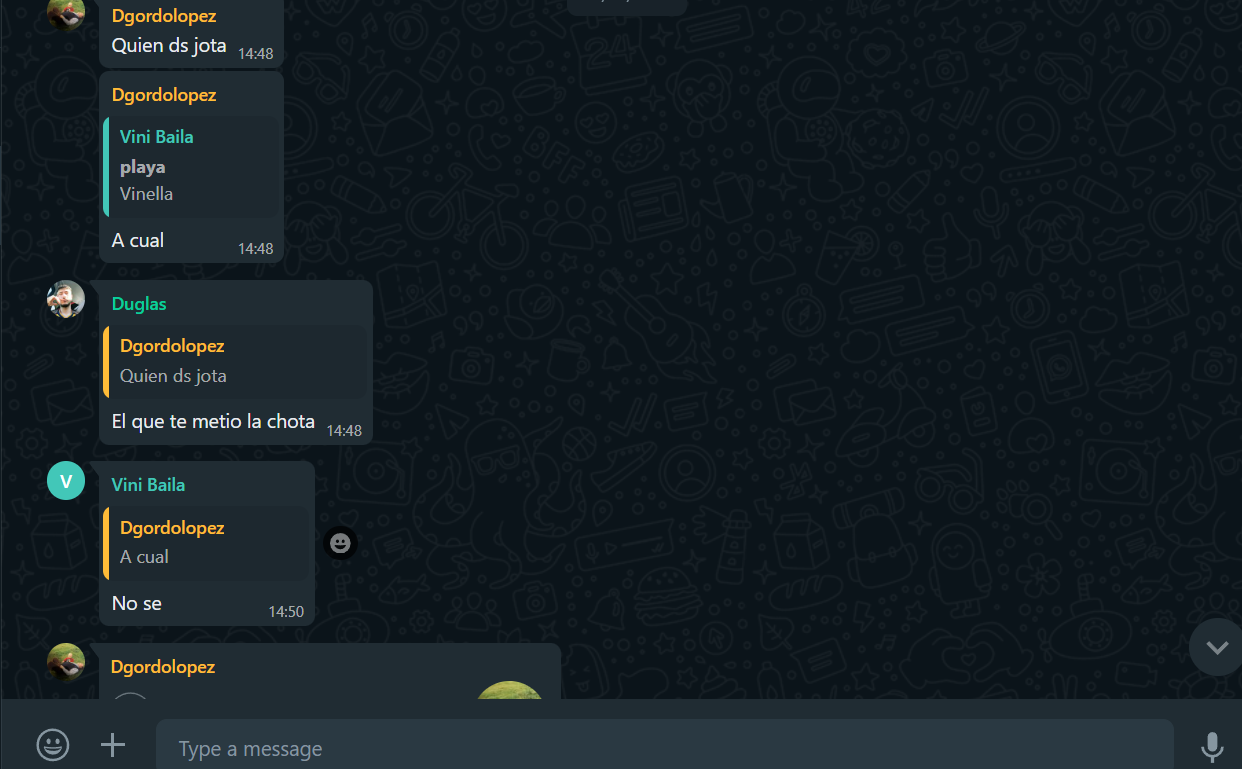 Dgordolopez
Quien ds jota 14:48
Dgordolopez
Vini Baila
playa
Vinella
A cual 14:48
Duglas
Dgordolopez
Quien ds jota
El que te metio la chota 14:48
V
Vini Baila
Dgordolopez
A cual
No se 14:50
Dgordolopez
Type a message